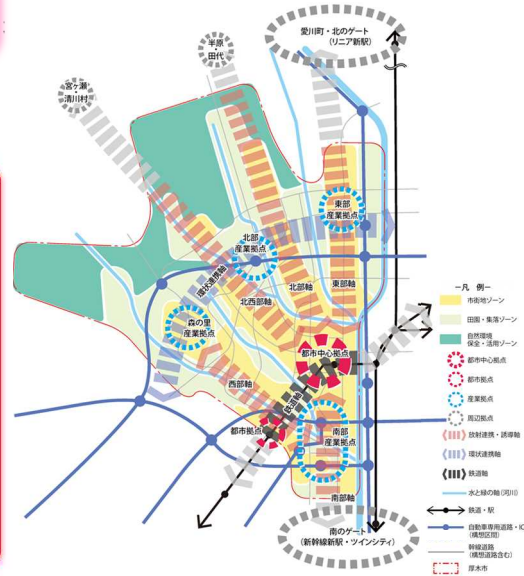 愛川町・北のゲート
(リニア新駅)
半原
・
田代
宮ヶ瀬
・
清川村
東部
産業拠点
北部
産業拠点
環状連携軸
北西部軸
北部軸
東部軸
森の里
産業拠点
都市中心拠点
西部軸
鉄道軸
都市拠点
南部
産業拠点
南部軸
南のゲート
(新幹線新駅・ツインシティ)
ー凡 例ー
市街地ゾーン
田園・集落ゾーン
自然環境
保全・活用ゾーン
都市中心拠点
都市拠点
産業拠点
周辺拠点
放射連携・誘導軸
環状連携軸
鉄道軸
水と緑の軸(河川)
鉄道・駅
自動車専用道路・IC
(構想区間)
幹線道路
(構想道路含む)
厚木市